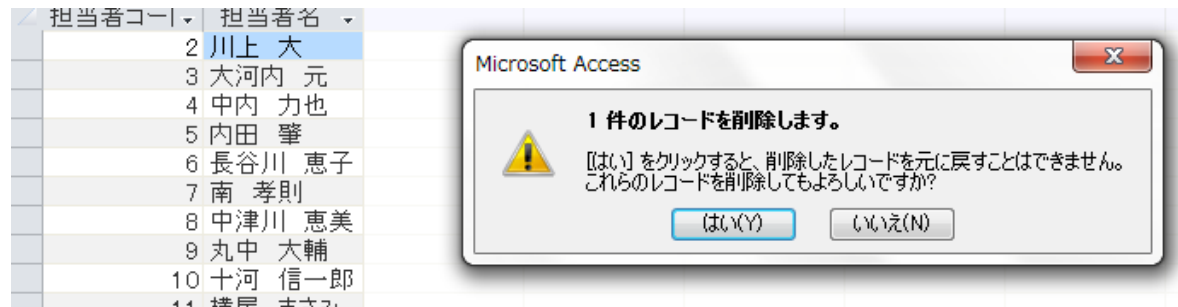 担当者コー 担当者名
2 川上 大
3 大河内 元
4 中内 力也
5 内田 肇
6 長谷川 恵子
7 南 孝則
8 中津川 恵美
9 丸中 大輔
10 十河 信一郎
Microsoft Access
1 件のレコードを削除します。
[はい] をクリックすると、削除したレコードを元に戻すことはできません。
これらのレコードを削除してもよろしいですか?
はい(Y) いいえ(N)